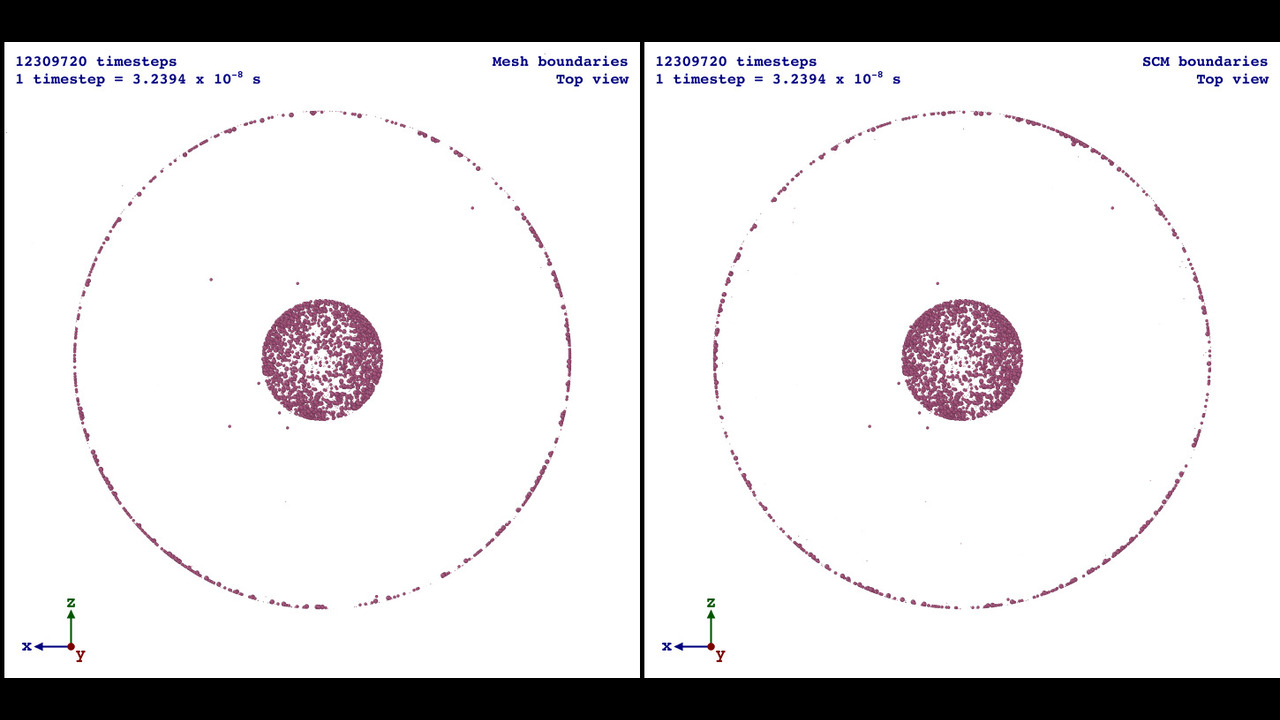 12309720 timesteps
1 timestep = 3.2394 x 10⁻⁸ s
Mesh boundaries
Top view
z
x
y
12309720 timesteps
1 timestep = 3.2394 x 10⁻⁸ s
SCM boundaries
Top view
z
x
y